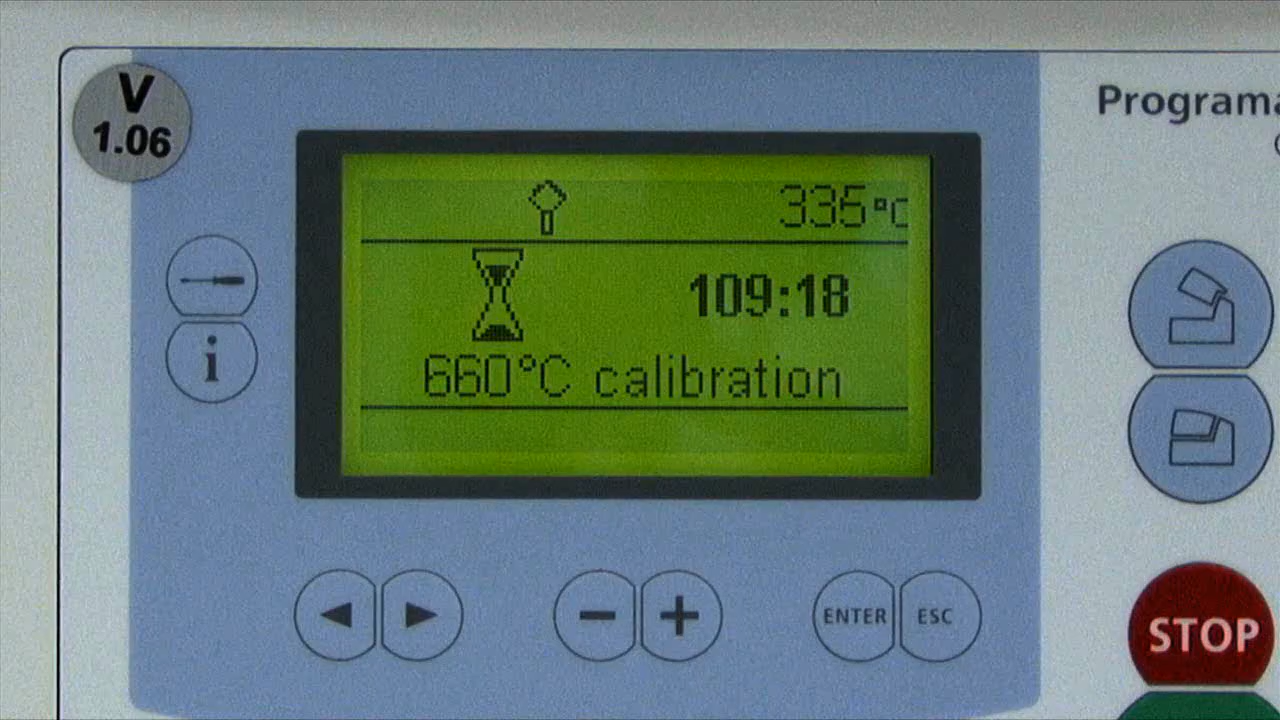 V
1.06
Programa
335°C
109:18
660°C calibration
i
ENTER
ESC
STOP